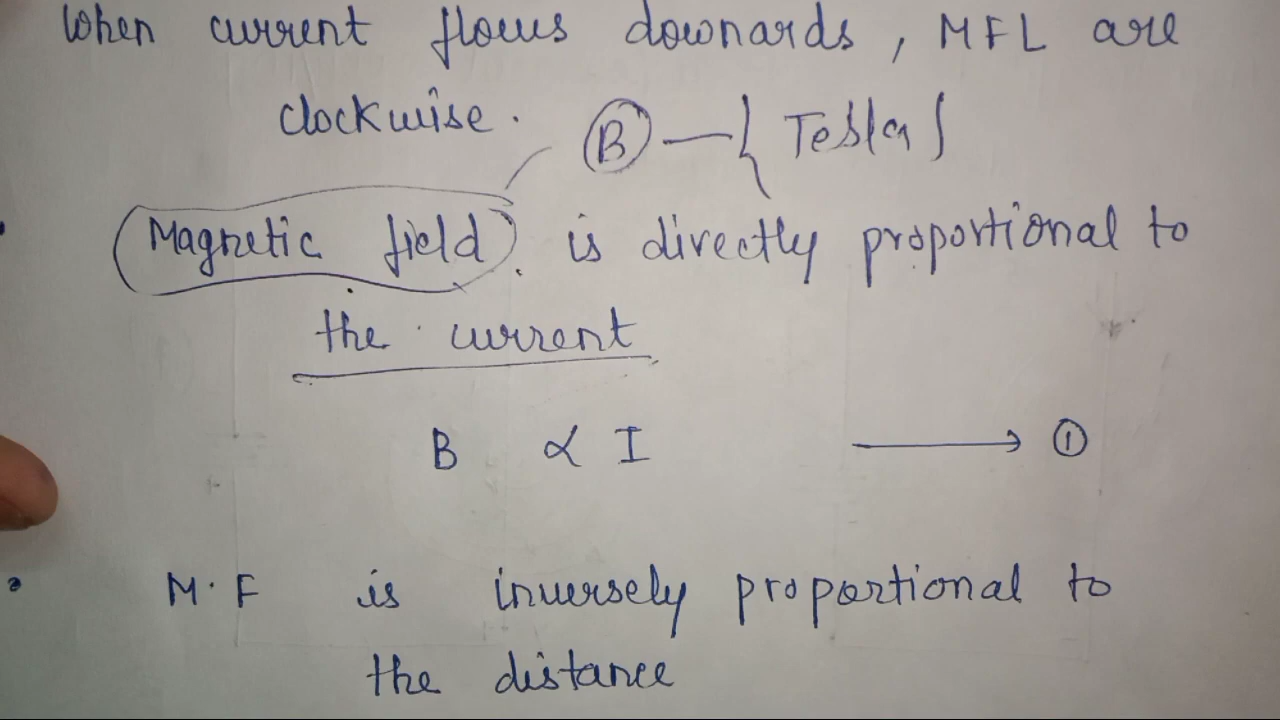 When current flows downards, MFL are
clockwise.
B — { Tesla }
Magnetic field is directly proportional to
the current
B ∝ I ⟶ ①
• M.F is inversely proportional to
the distance